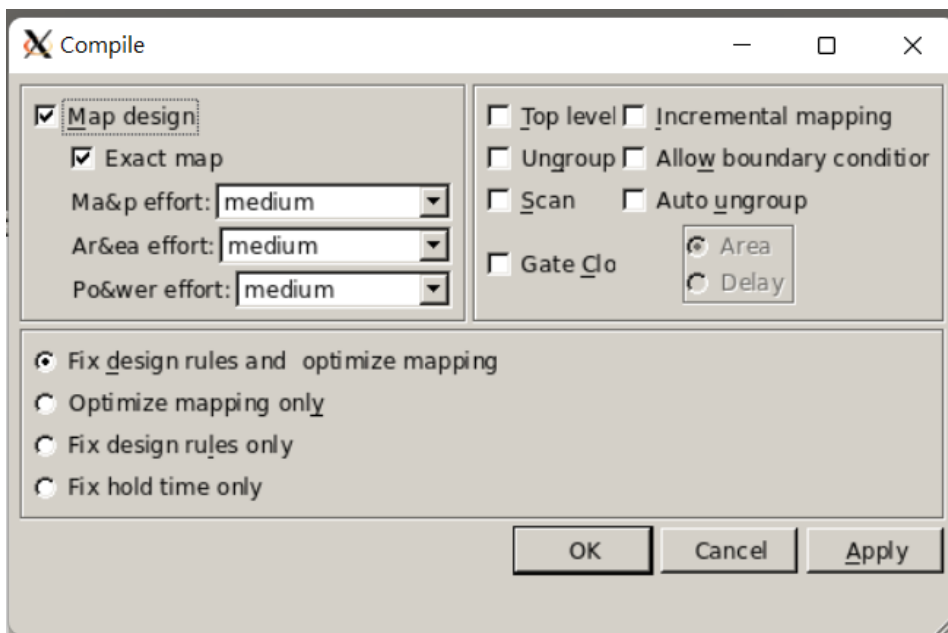 Compile
Map design
Exact map
Ma&p effort: medium
Ar&ea effort: medium
Po&wer effort: medium
Top level Incremental mapping
Ungroup Allow boundary condition
Scan Auto ungroup
Gate Clo
Area
Delay
Fix design rules and optimize mapping
Optimize mapping only
Fix design rules only
Fix hold time only
OK Cancel Apply